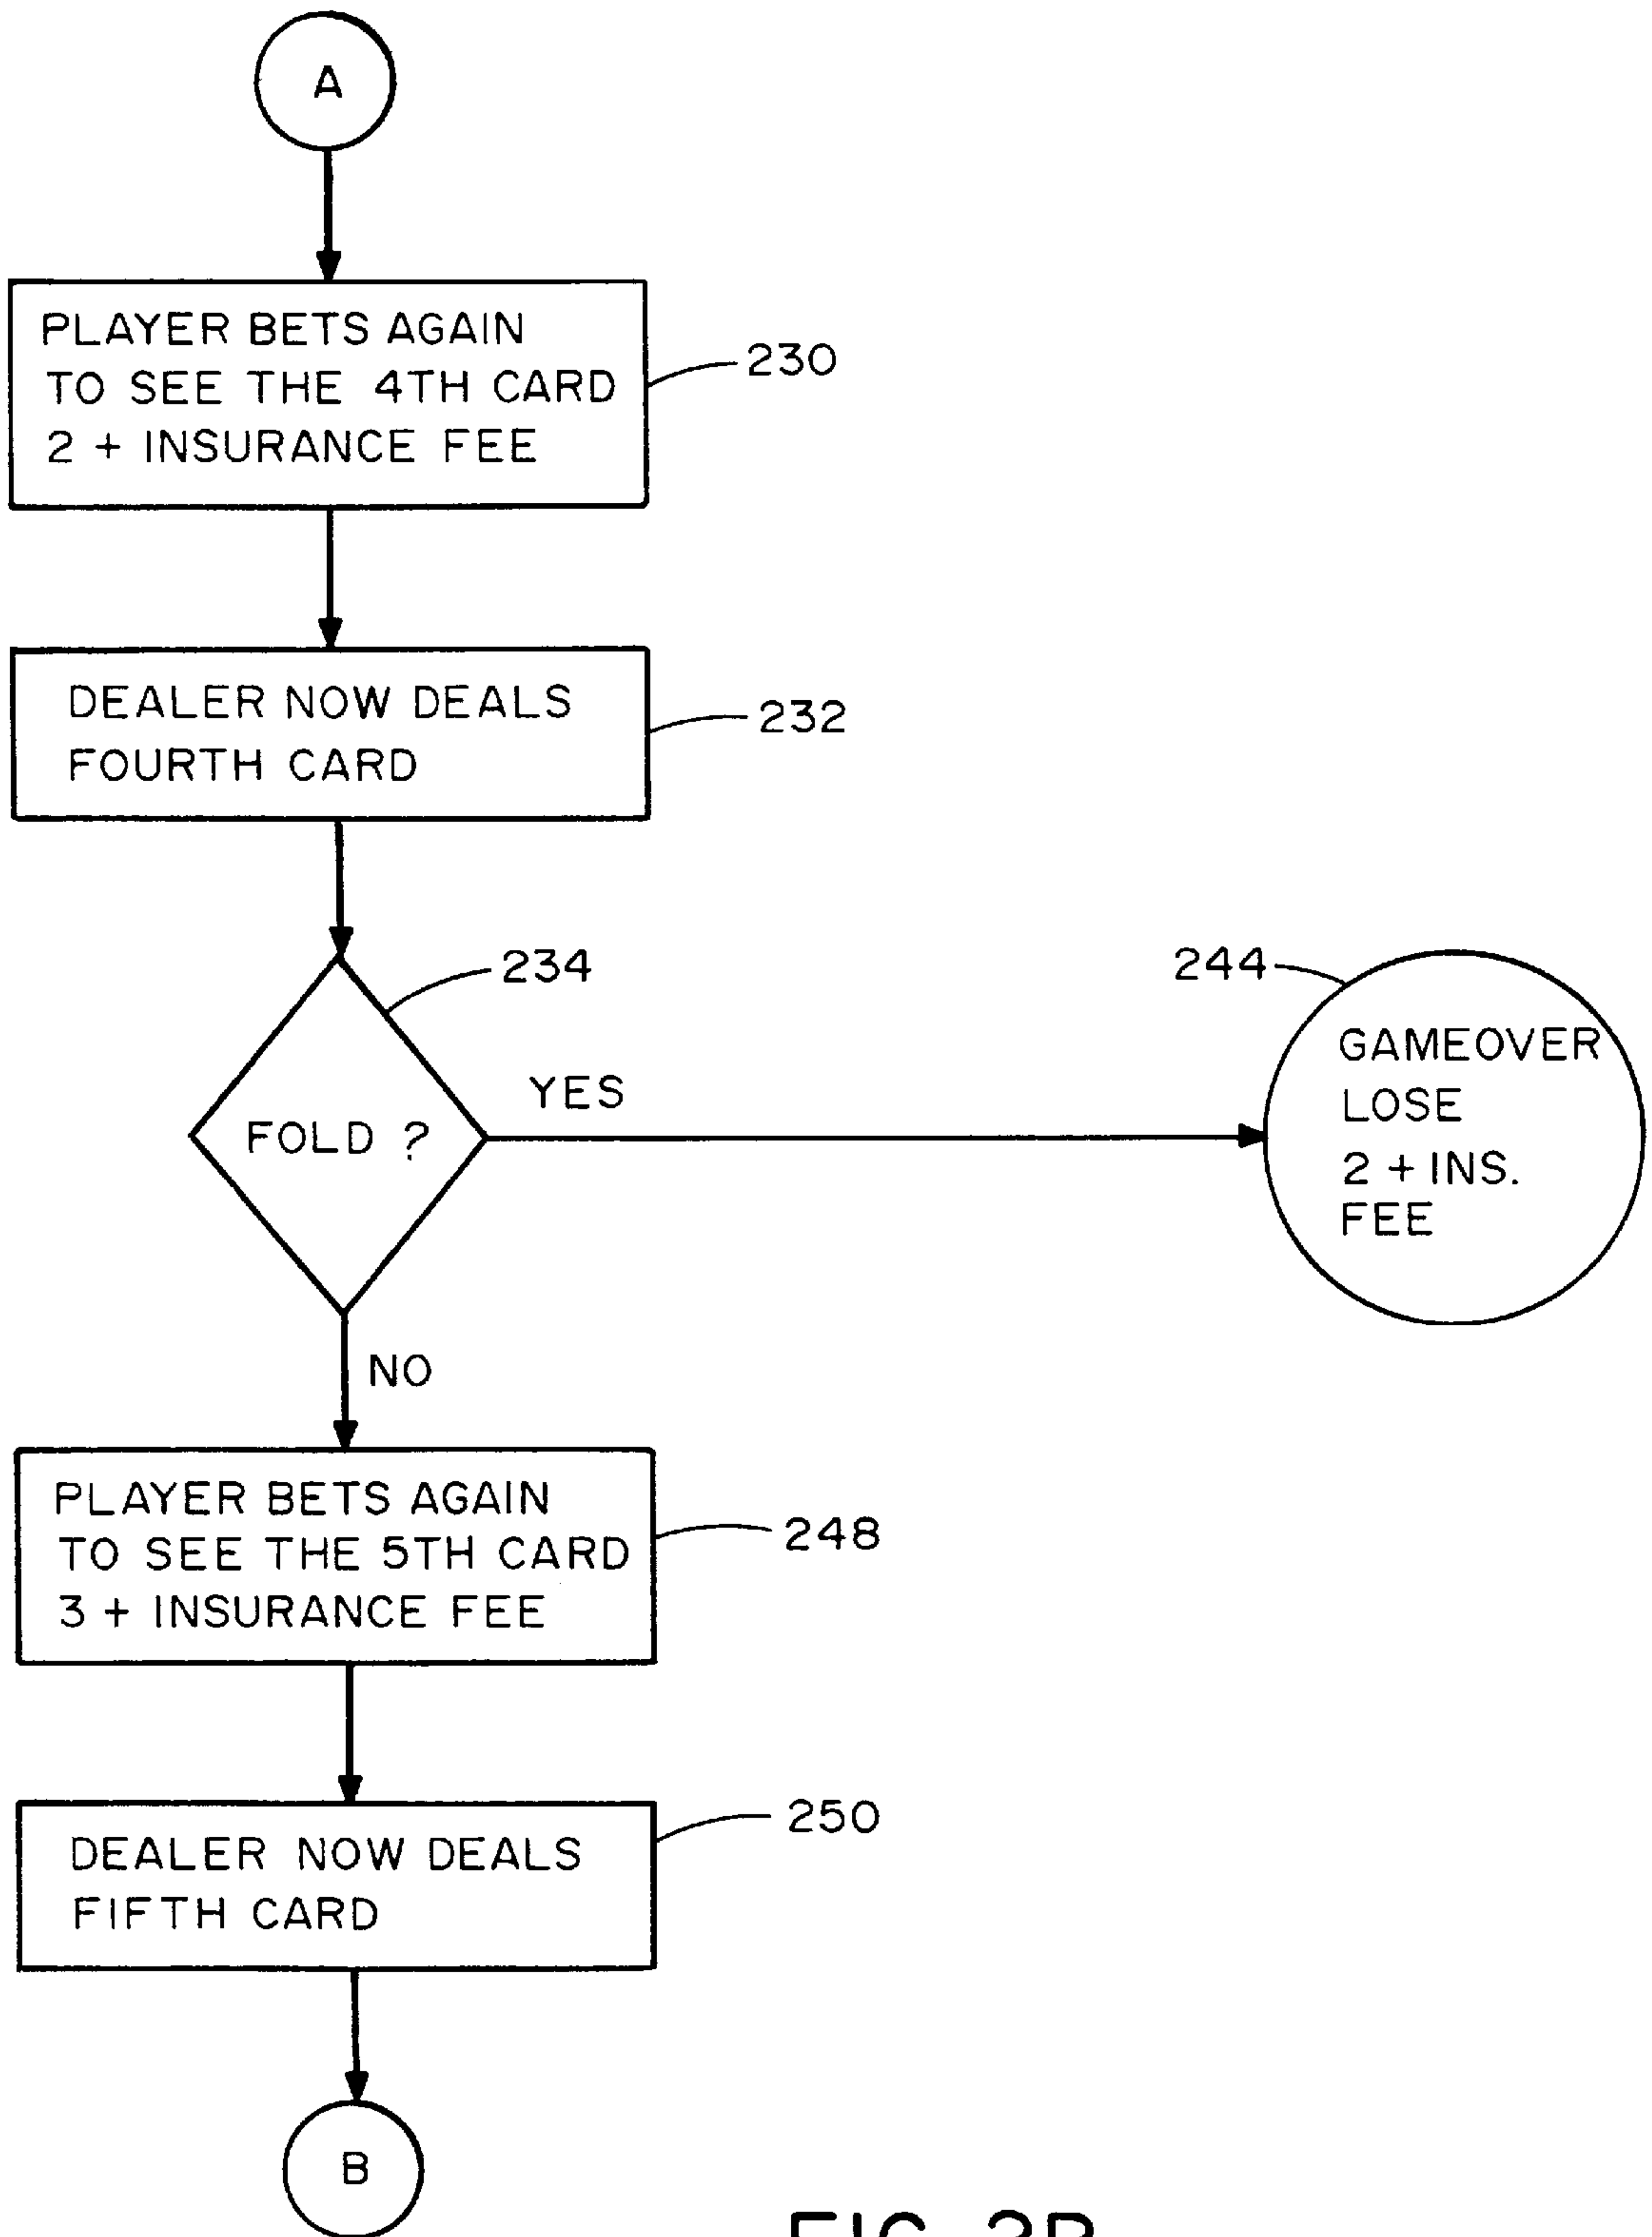 A
PLAYER BETS AGAIN
TO SEE THE 4TH CARD
2 + INSURANCE FEE
230
DEALER NOW DEALS
FOURTH CARD
232
234
FOLD ?
YES
244
GAMEOVER
LOSE
2 + INS.
FEE
NO
PLAYER BETS AGAIN
TO SEE THE 5TH CARD
3 + INSURANCE FEE
248
DEALER NOW DEALS
FIFTH CARD
250
B
FIG